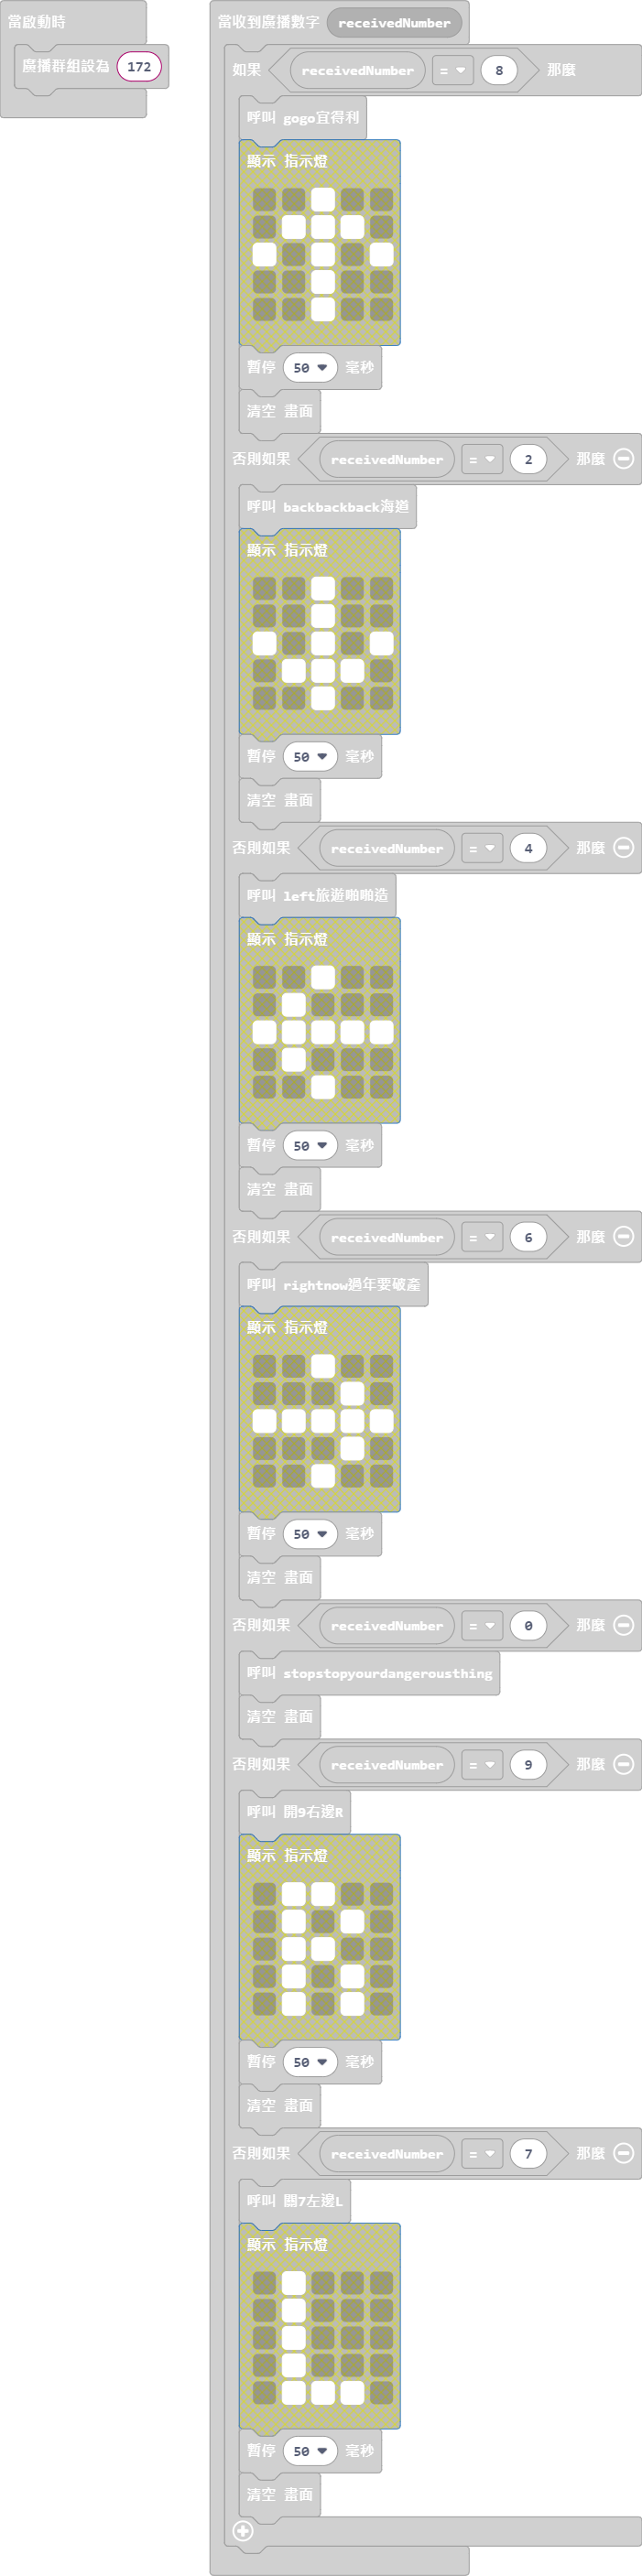 當啟動時
廣播群組設為 172
當收到廣播數字 receivedNumber
如果 receivedNumber = 8 那麼
呼叫 gogo宜得利
顯示 指示燈
暫停 50 毫秒
清空 畫面
否則如果 receivedNumber = 2 那麼
呼叫 backbackback海道
顯示 指示燈
暫停 50 毫秒
清空 畫面
否則如果 receivedNumber = 4 那麼
呼叫 left旅遊咖咖造
顯示 指示燈
暫停 50 毫秒
清空 畫面
否則如果 receivedNumber = 6 那麼
呼叫 rightnow過年要破產
顯示 指示燈
暫停 50 毫秒
清空 畫面
否則如果 receivedNumber = 0 那麼
呼叫 stopstopyourdangerousthing
清空 畫面
否則如果 receivedNumber = 9 那麼
呼叫 開9右邊R
顯示 指示燈
暫停 50 毫秒
清空 畫面
否則如果 receivedNumber = 7 那麼
呼叫 關7左邊L
顯示 指示燈
暫停 50 毫秒
清空 畫面